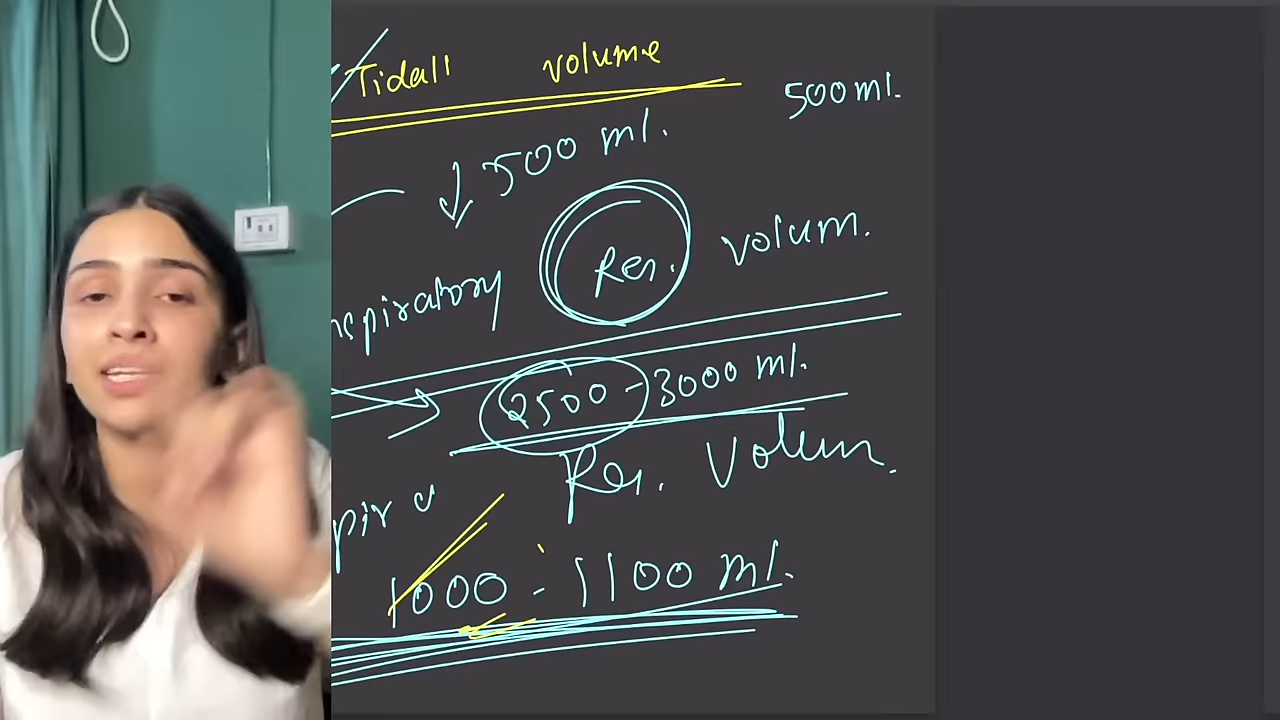 Tidall volume
500 ml.
↓ 500 ml.
nspiratory Res. volum.
2500 - 3000 ml.
pir Res. Volum.
1000 - 1100 ml.